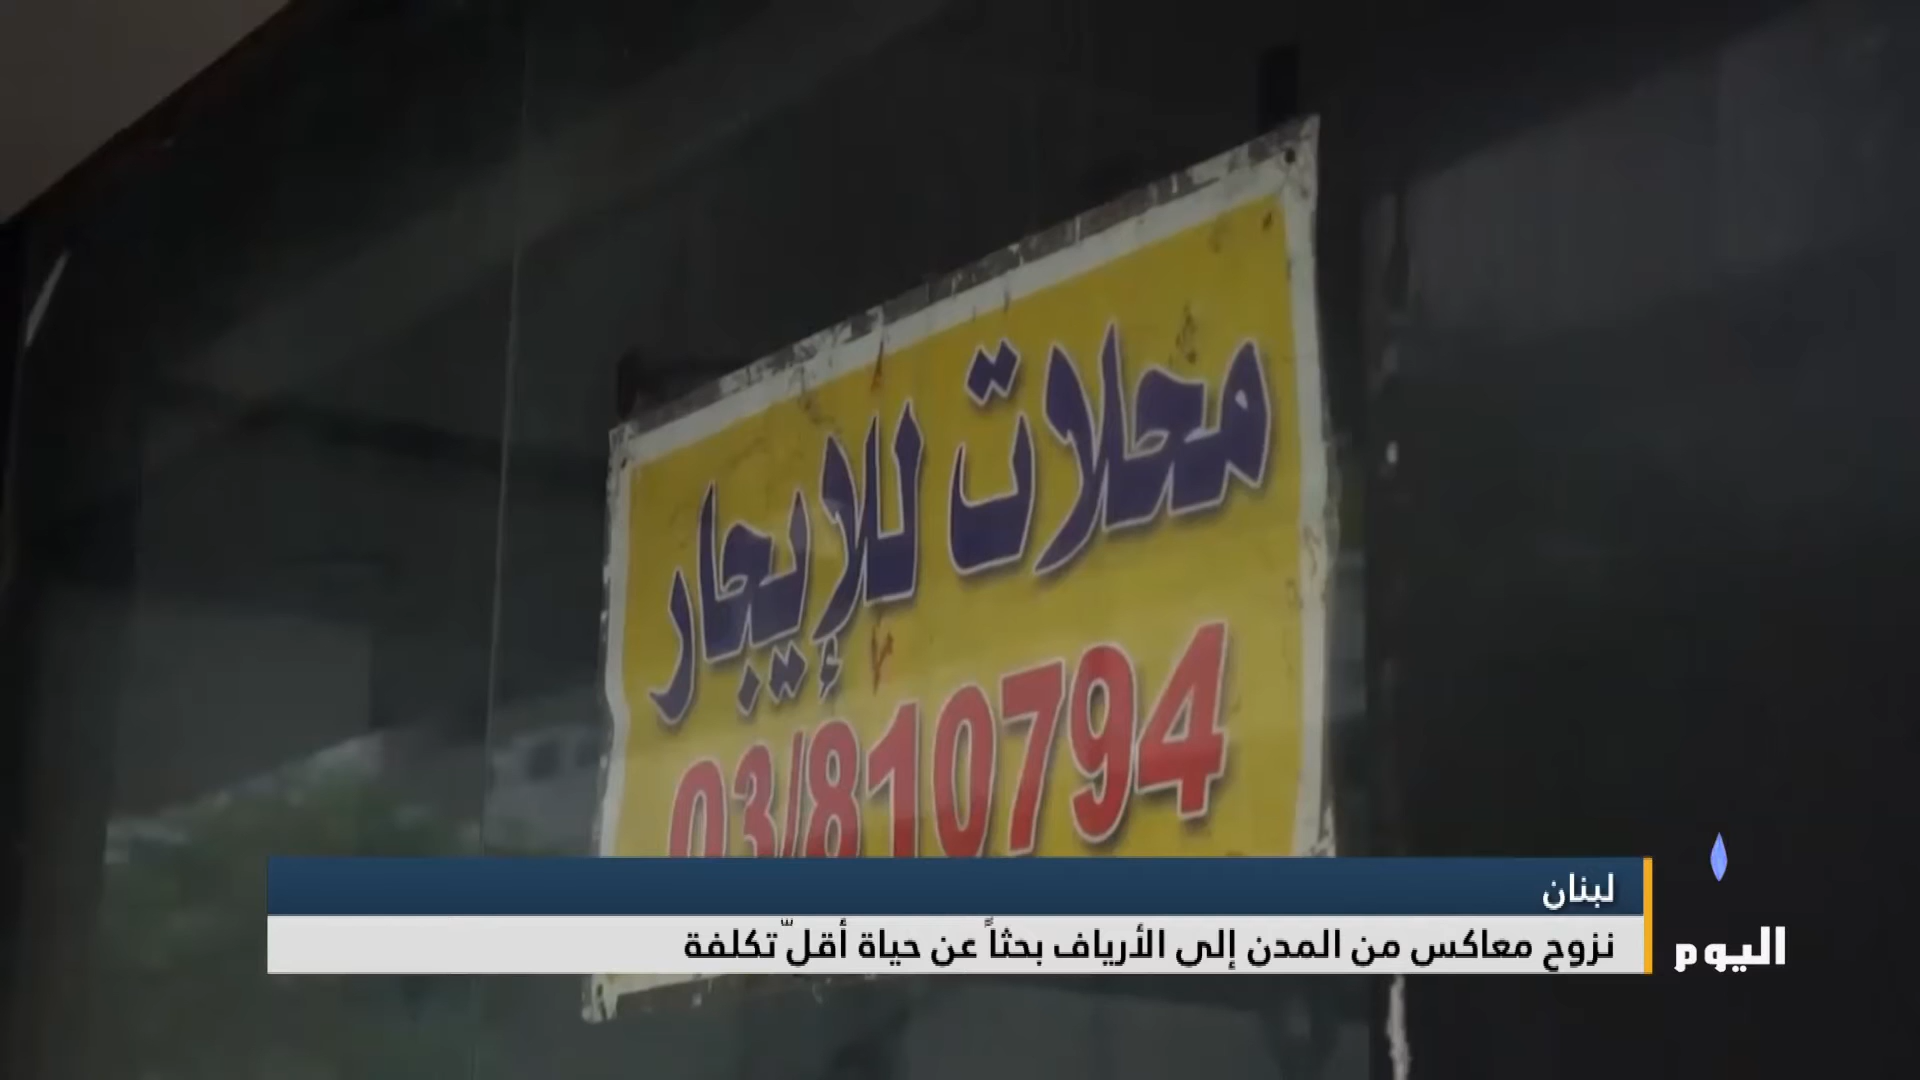 محلات للإيجار
03/810794
لبنان
نزوح معاكس من المدن إلى الأرياف بحثاً عن حياة أقلّ تكلفة
اليوم